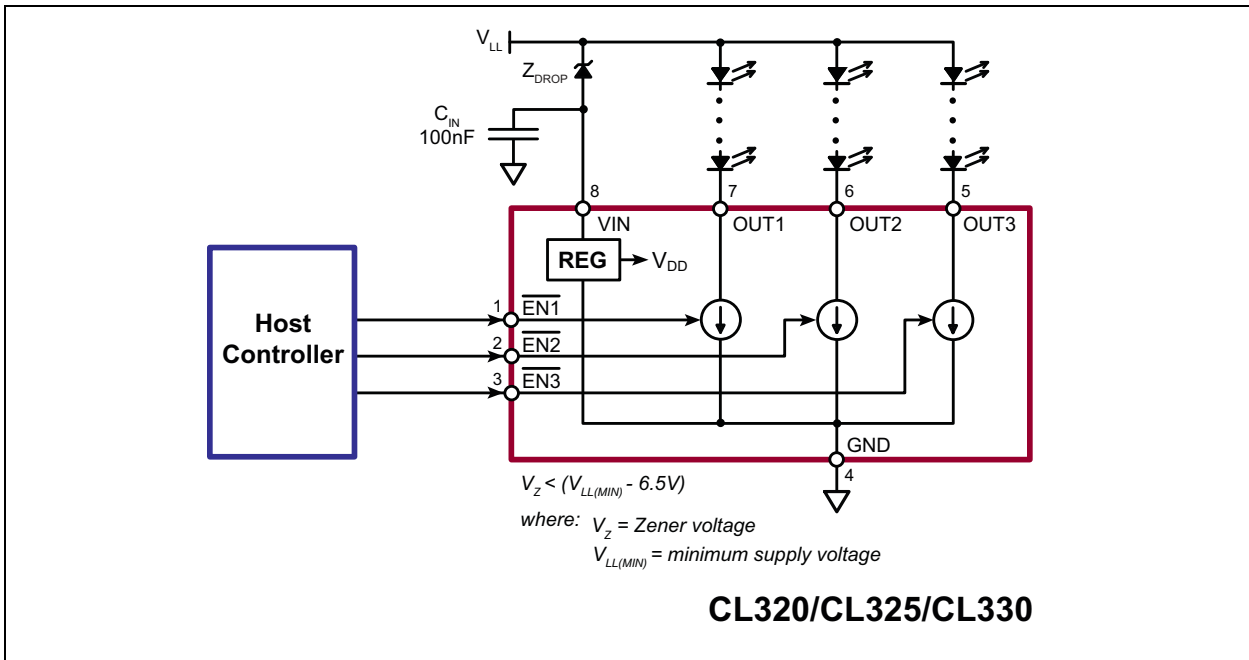 V_LL
Z_DROP
C_IN
100nF
8
7
6
5
VIN
OUT1
OUT2
OUT3
REG
V_DD
Host
Controller
1
EN1
2
EN2
3
EN3
GND
4
V_Z < (V_LL(MIN) - 6.5V)
where: V_Z = Zener voltage
V_LL(MIN) = minimum supply voltage
CL320/CL325/CL330